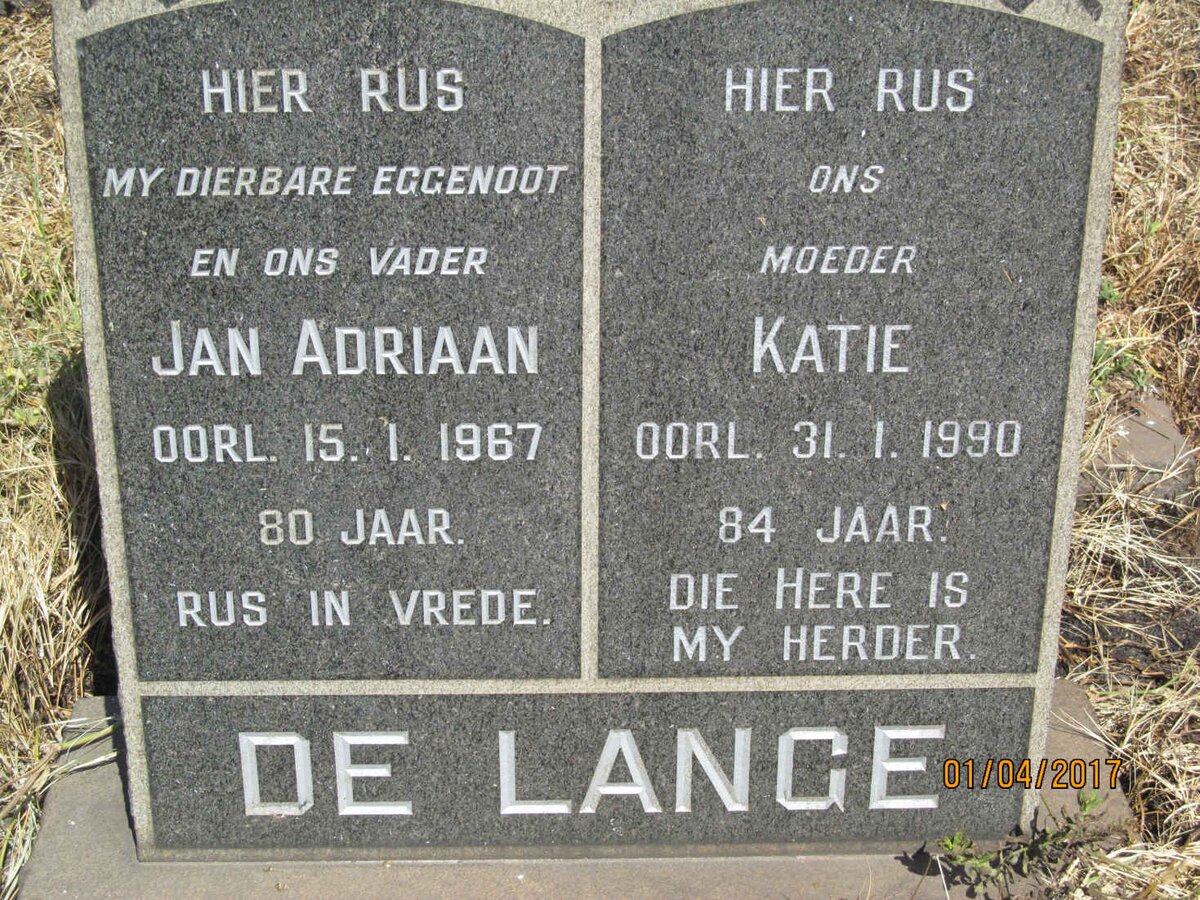 HIER RUS
MY DIERBARE EGGENOOT
EN ONS VADER
JAN ADRIAAN
OORL. 15. 1. 1967
80 JAAR.
RUS IN VREDE.
HIER RUS
ONS
MOEDER
KATIE
OORL. 31. 1. 1990
84 JAAR.
DIE HERE IS
MY HERDER.
DE LANGE
01/04/2017